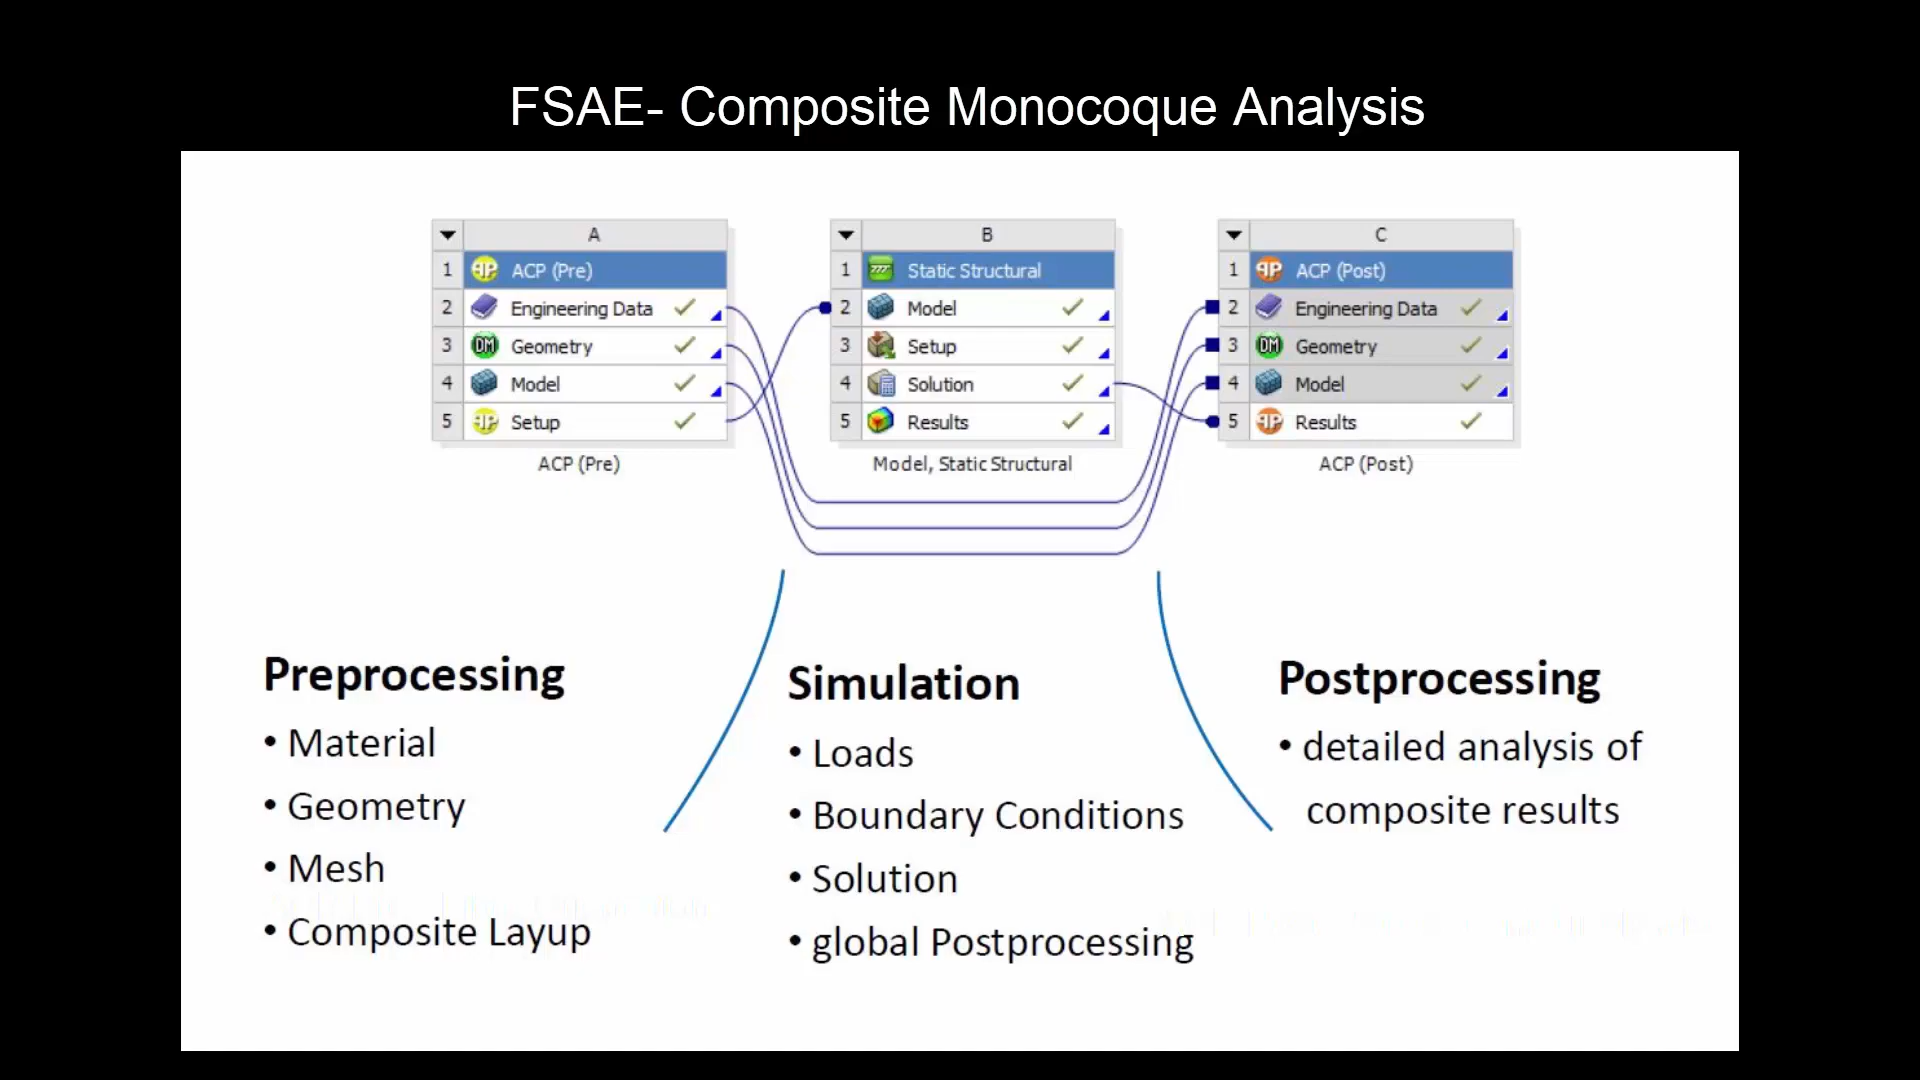 FSAE- Composite Monocoque Analysis
A
1 ACP (Pre)
2 Engineering Data
3 Geometry
4 Model
5 Setup
ACP (Pre)
B
1 Static Structural
2 Model
3 Setup
4 Solution
5 Results
Model, Static Structural
C
1 ACP (Post)
2 Engineering Data
3 Geometry
4 Model
5 Results
ACP (Post)
Preprocessing
• Material
• Geometry
• Mesh
• Composite Layup
Simulation
• Loads
• Boundary Conditions
• Solution
• global Postprocessing
Postprocessing
• detailed analysis of
composite results